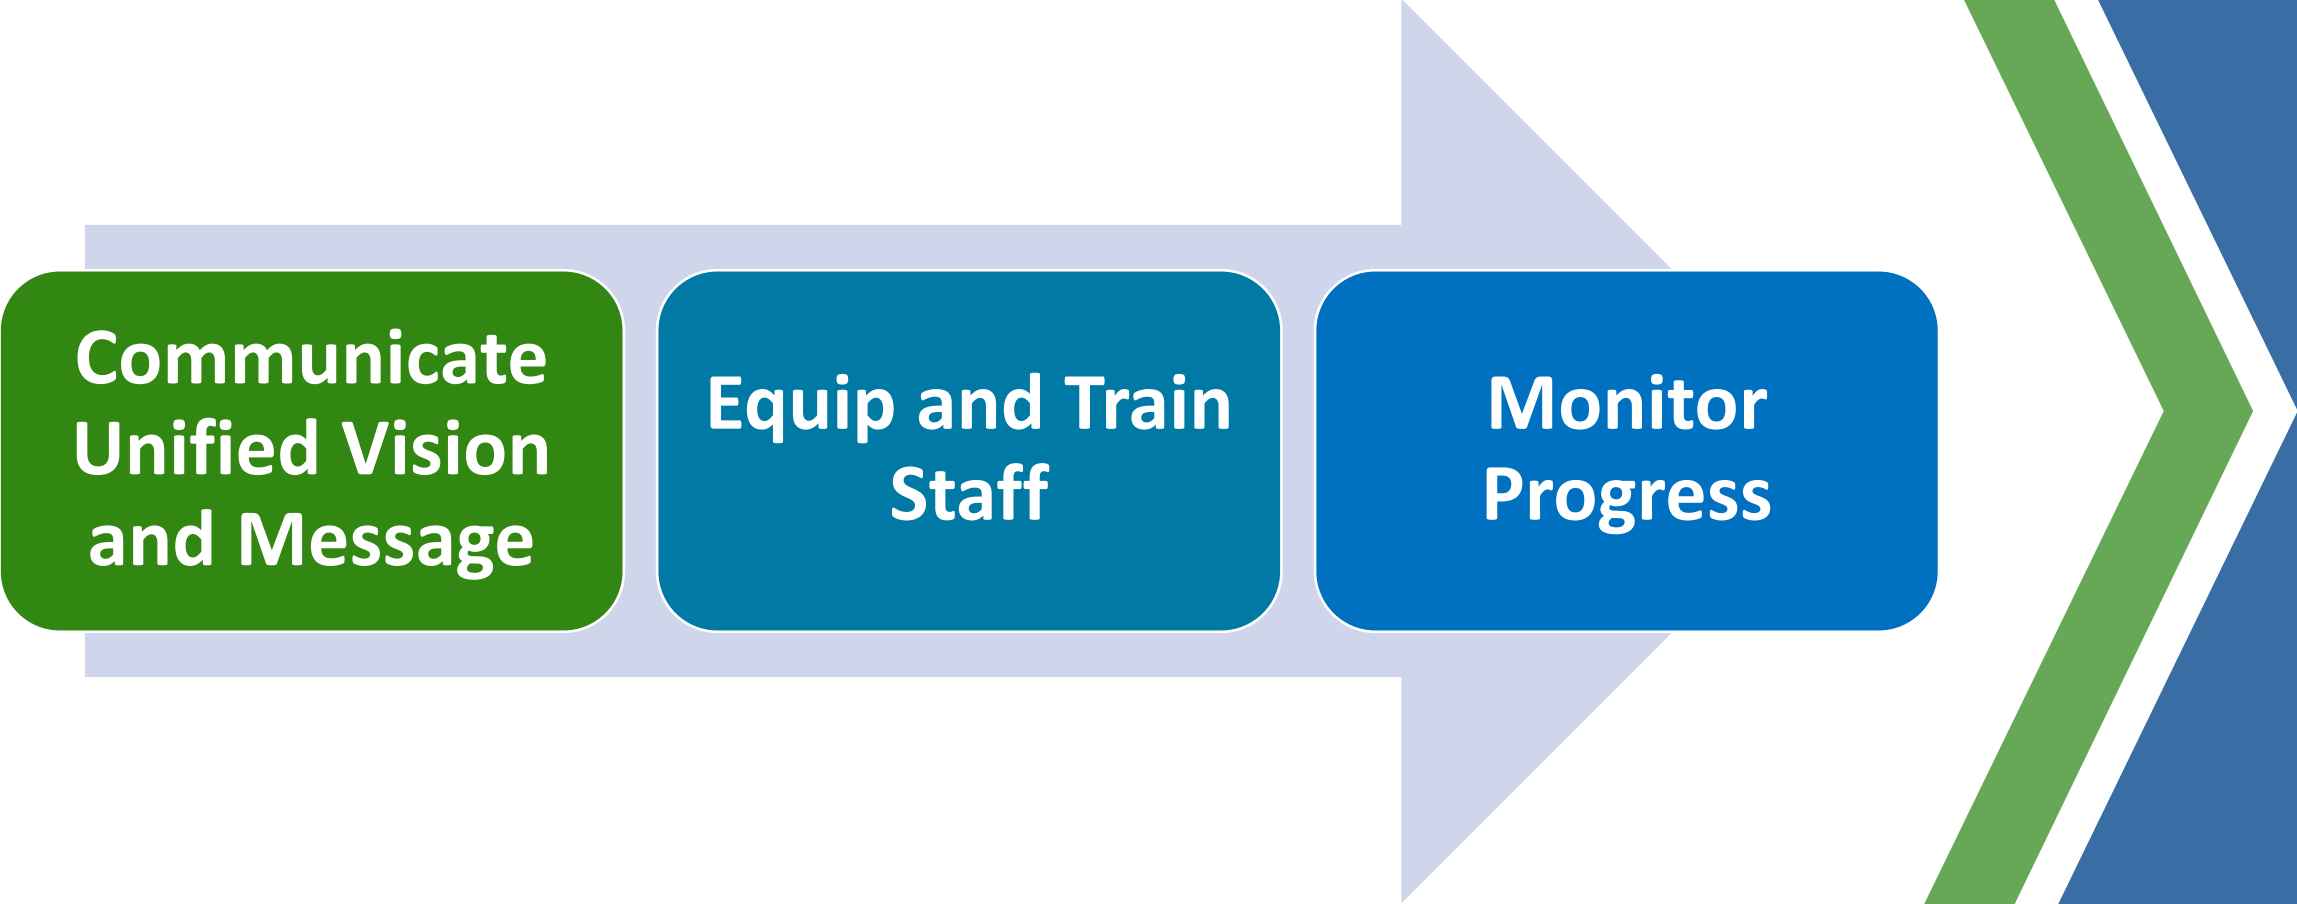 Communicate
Unified Vision
and Message
Equip and Train
Staff
Monitor
Progress